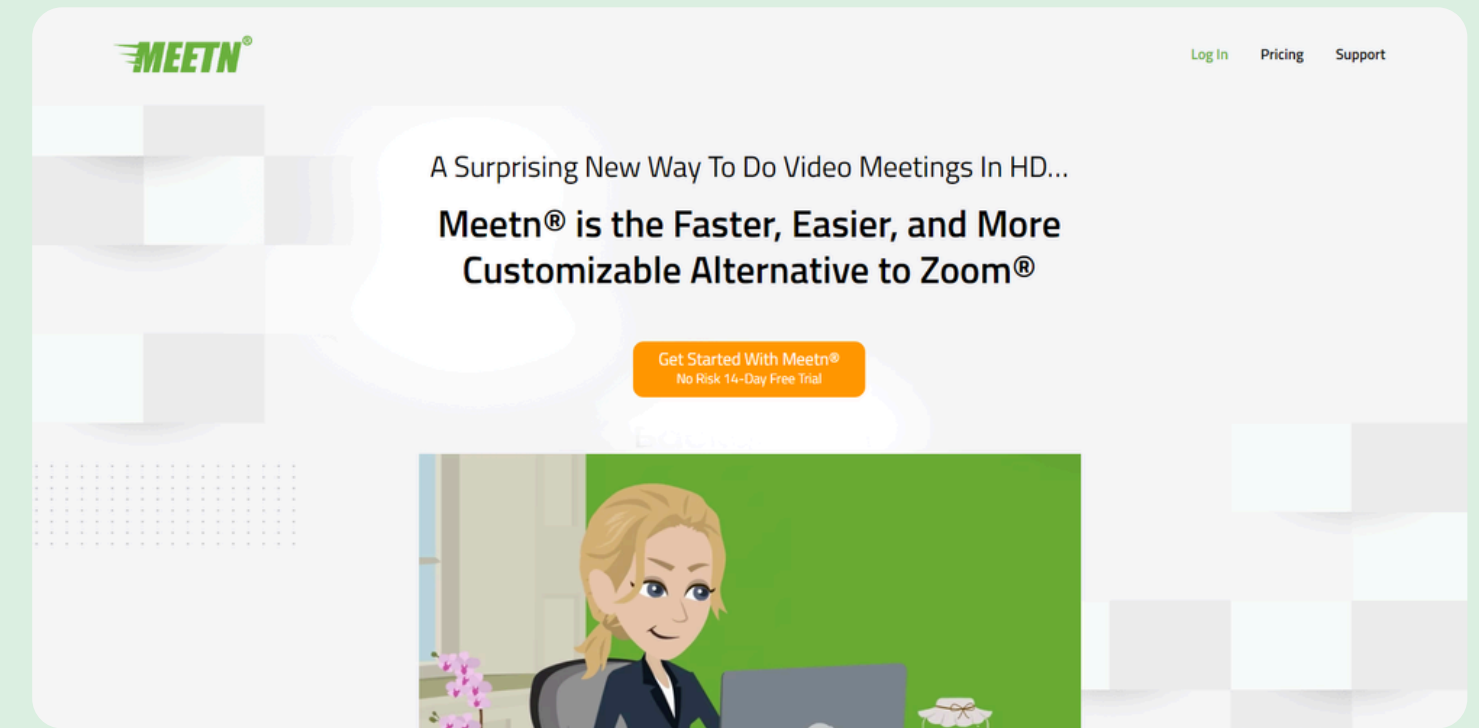 MEETN®
Log In
Pricing
Support
A Surprising New Way To Do Video Meetings In HD...
Meetn® is the Faster, Easier, and More
Customizable Alternative to Zoom®
Get Started With Meetn®
No Risk 14-Day Free Trial